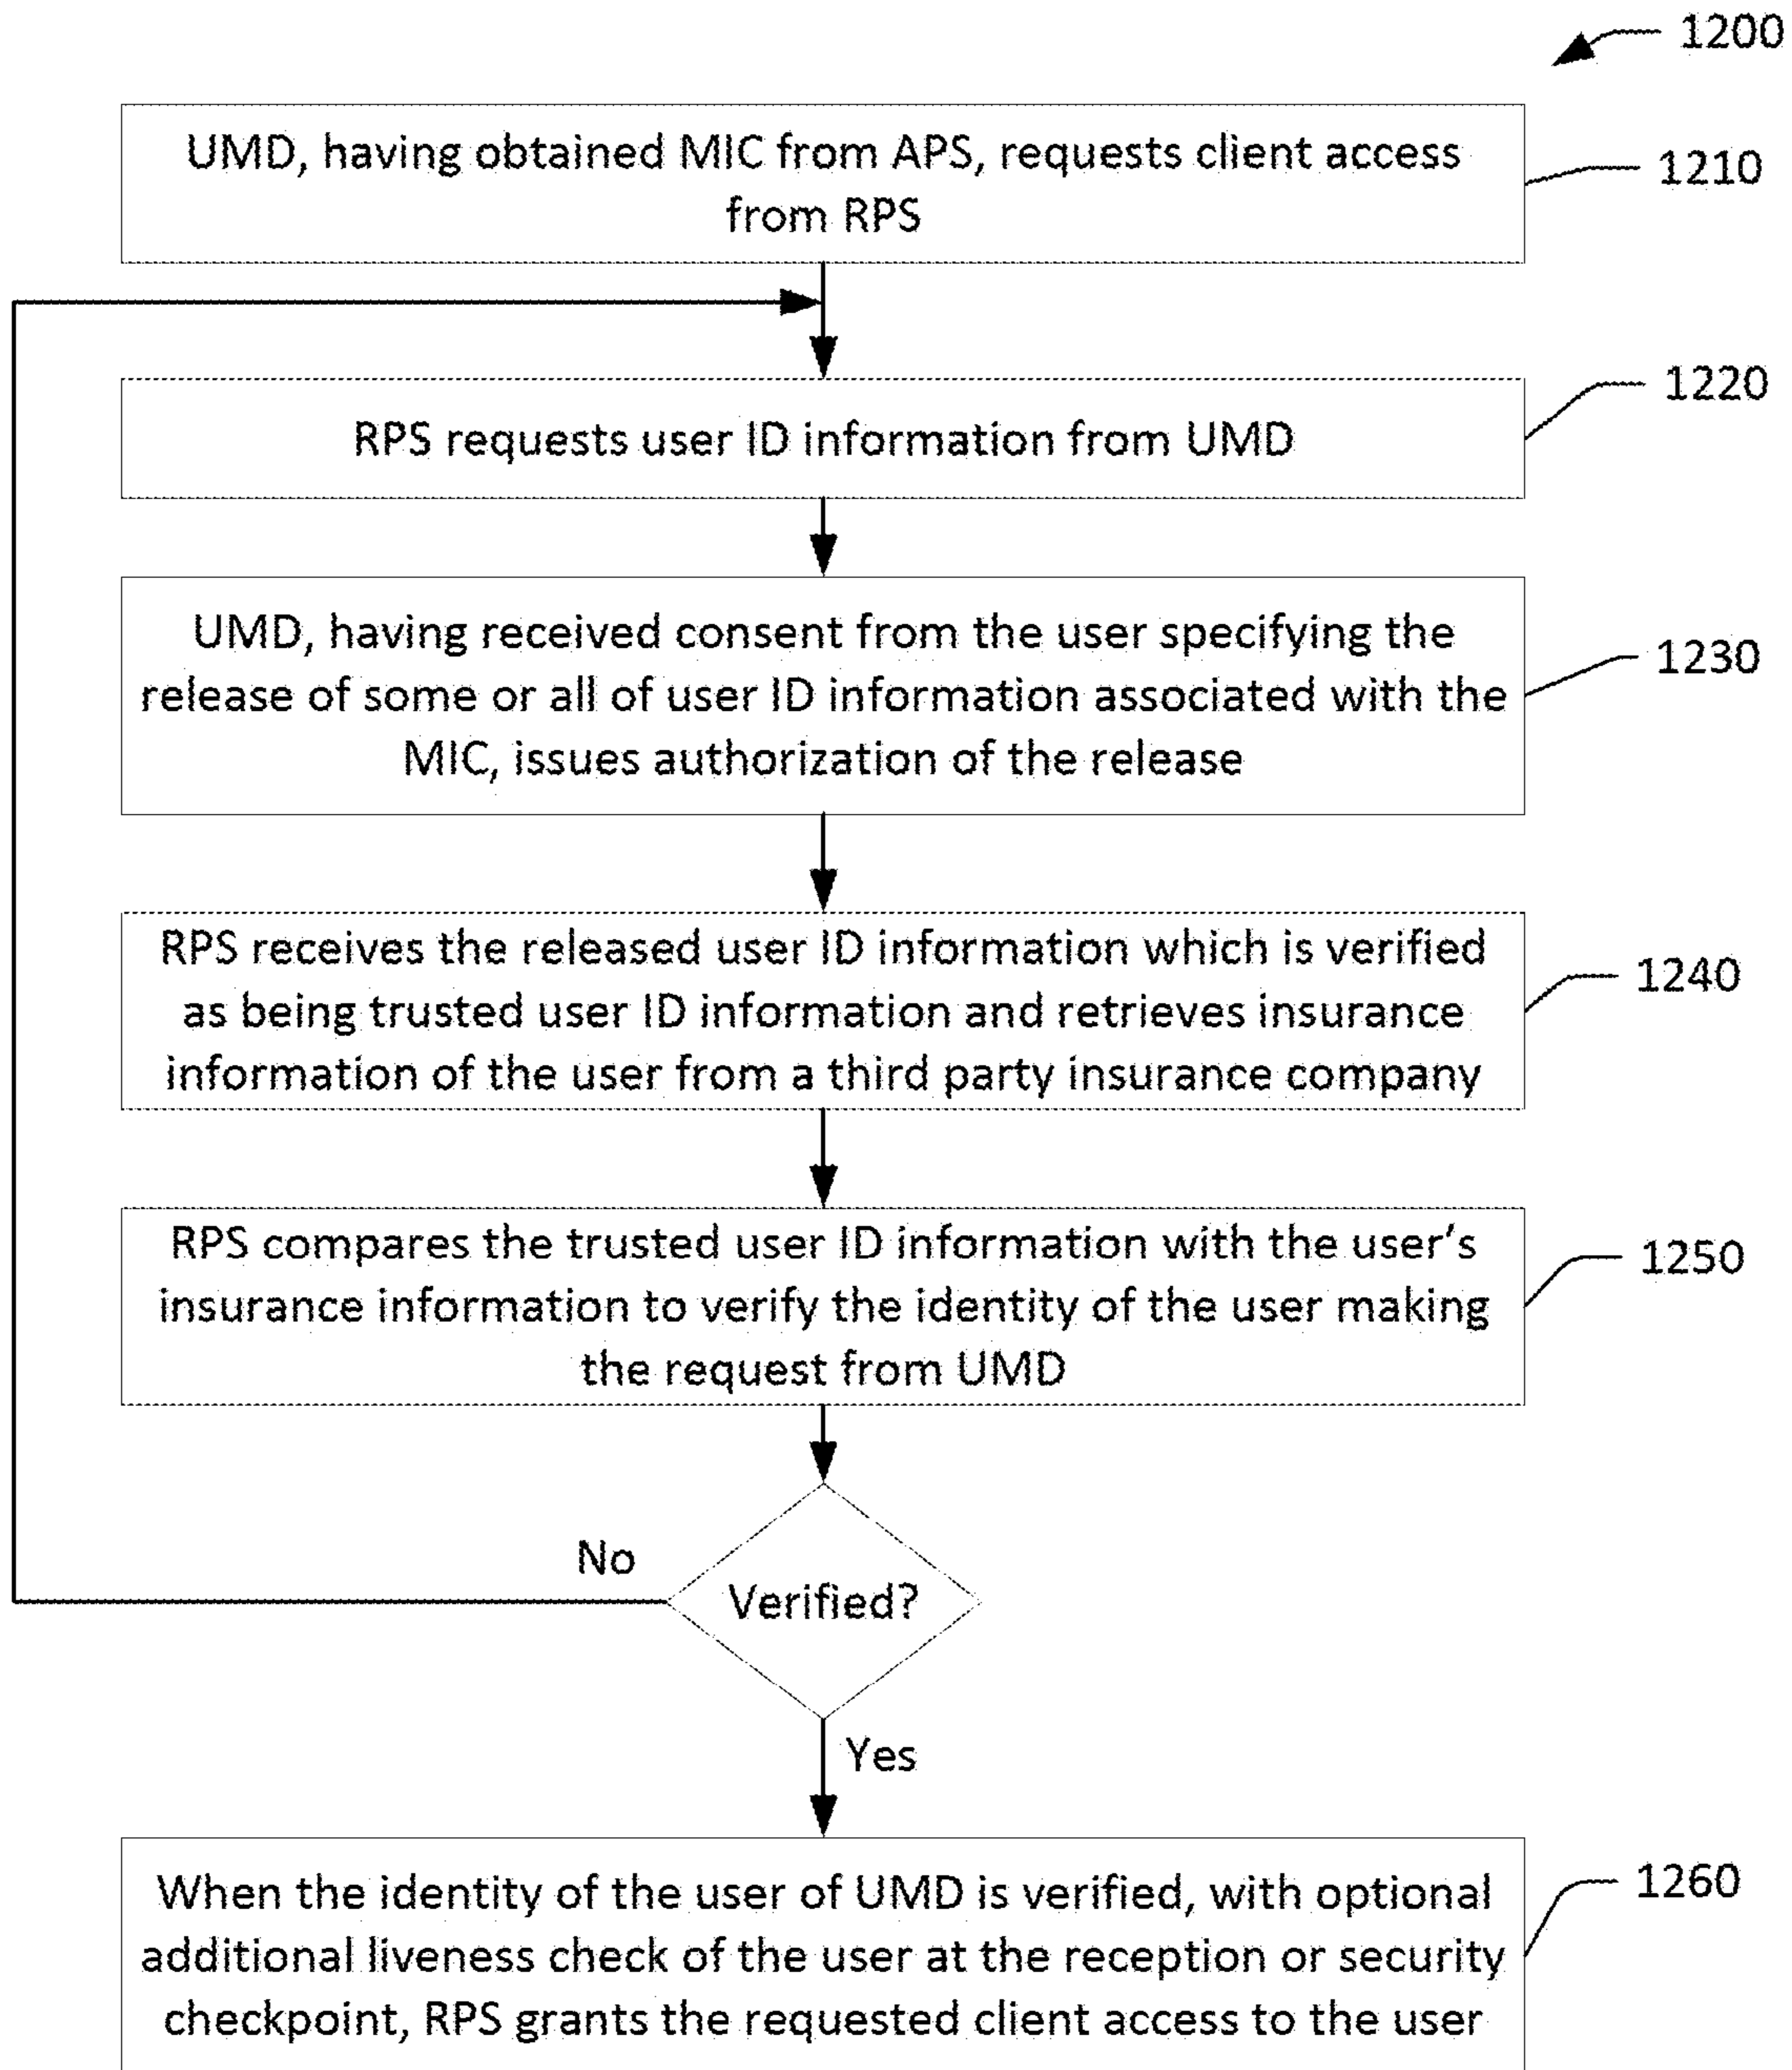 1200
UMD, having obtained MIC from APS, requests client access
from RPS
1210
RPS requests user ID information from UMD
1220
UMD, having received consent from the user specifying the
release of some or all of user ID information associated with the
MIC, issues authorization of the release
1230
RPS receives the released user ID information which is verified
as being trusted user ID information and retrieves insurance
information of the user from a third party insurance company
1240
RPS compares the trusted user ID information with the user's
insurance information to verify the identity of the user making
the request from UMD
1250
No
Verified?
Yes
When the identity of the user of UMD is verified, with optional
additional liveness check of the user at the reception or security
checkpoint, RPS grants the requested client access to the user
1260